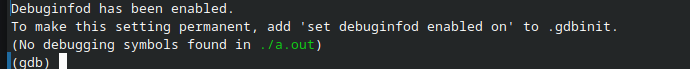 Debuginfod has been enabled.
To make this setting permanent, add 'set debuginfod enabled on' to .gdbinit.
(No debugging symbols found in ./a.out)
(gdb)